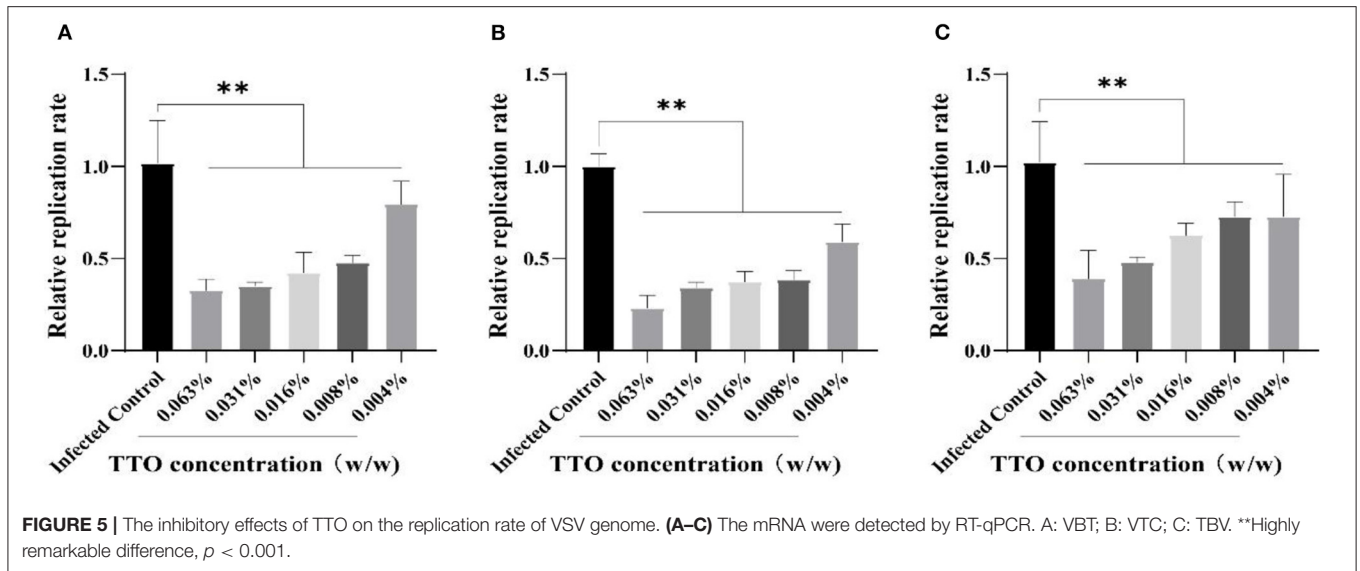 A
Relative replication rate
1.5
1.0
0.5
0.0
**
Infected Control
0.063%
0.031%
0.016%
0.008%
0.004%
TTO concentration（w/w）
B
Relative replication rate
1.5
1.0
0.5
0.0
**
Infected Control
0.063%
0.031%
0.016%
0.008%
0.004%
TTO concentration（w/w）
C
Relative replication rate
1.5
1.0
0.5
0.0
**
Infected Control
0.063%
0.031%
0.016%
0.008%
0.004%
TTO concentration（w/w）
FIGURE 5 | The inhibitory effects of TTO on the replication rate of VSV genome. (A–C) The mRNA were detected by RT-qPCR. A: VBT; B: VTC; C: TBV. **Highly
remarkable difference, p < 0.001.